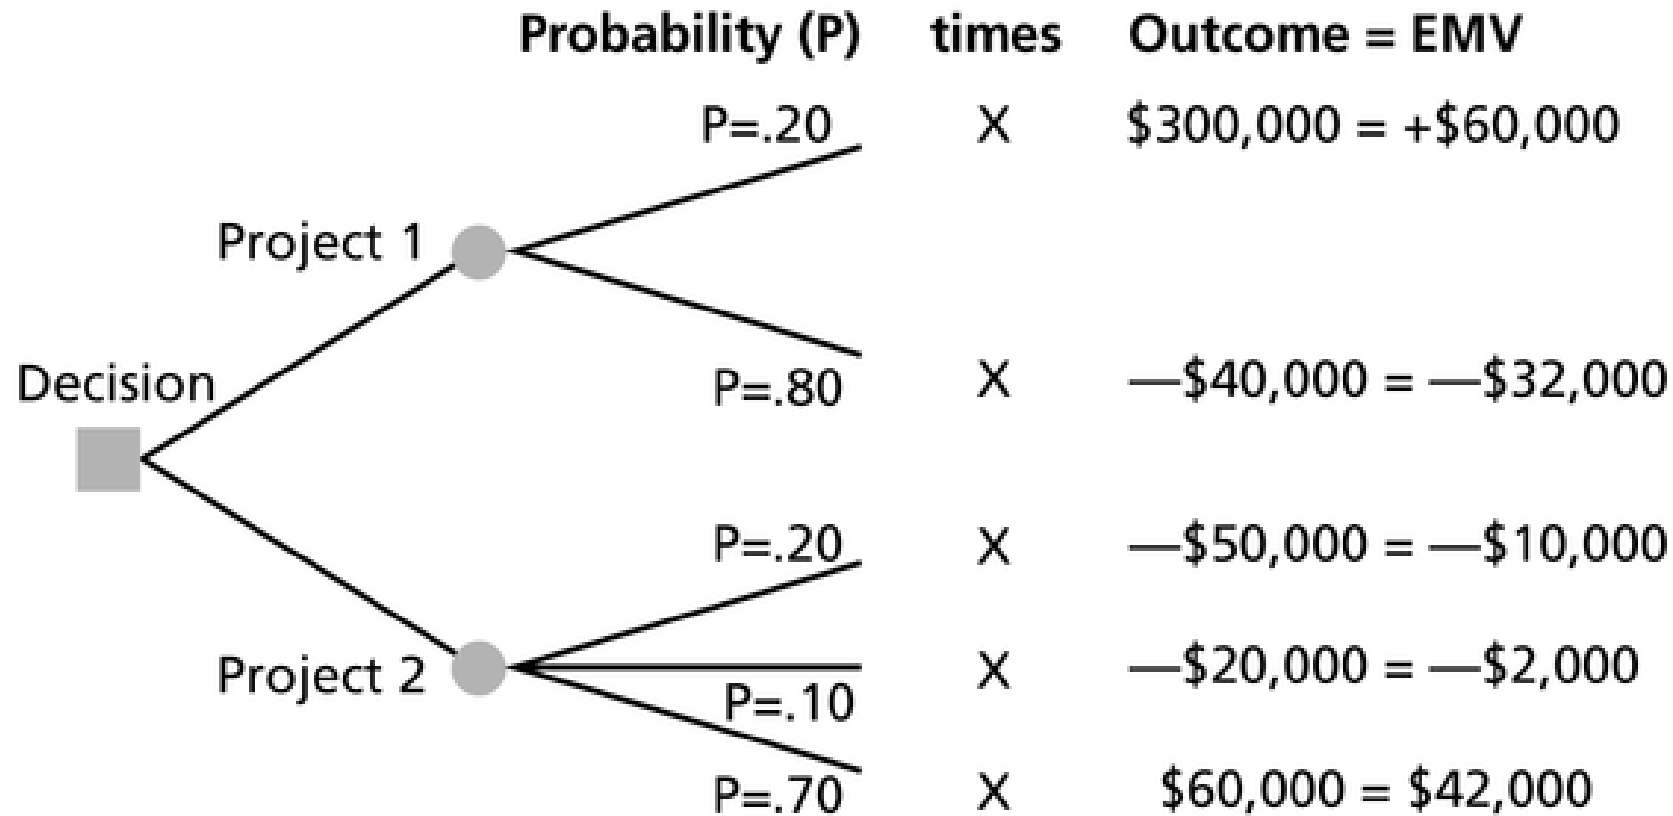 Probability (P) times Outcome = EMV
P=.20 X $300,000 = +$60,000
Project 1
P=.80 X —$40,000 = —$32,000
Decision
P=.20 X —$50,000 = —$10,000
Project 2 X —$20,000 = —$2,000
P=.10
P=.70 X $60,000 = $42,000